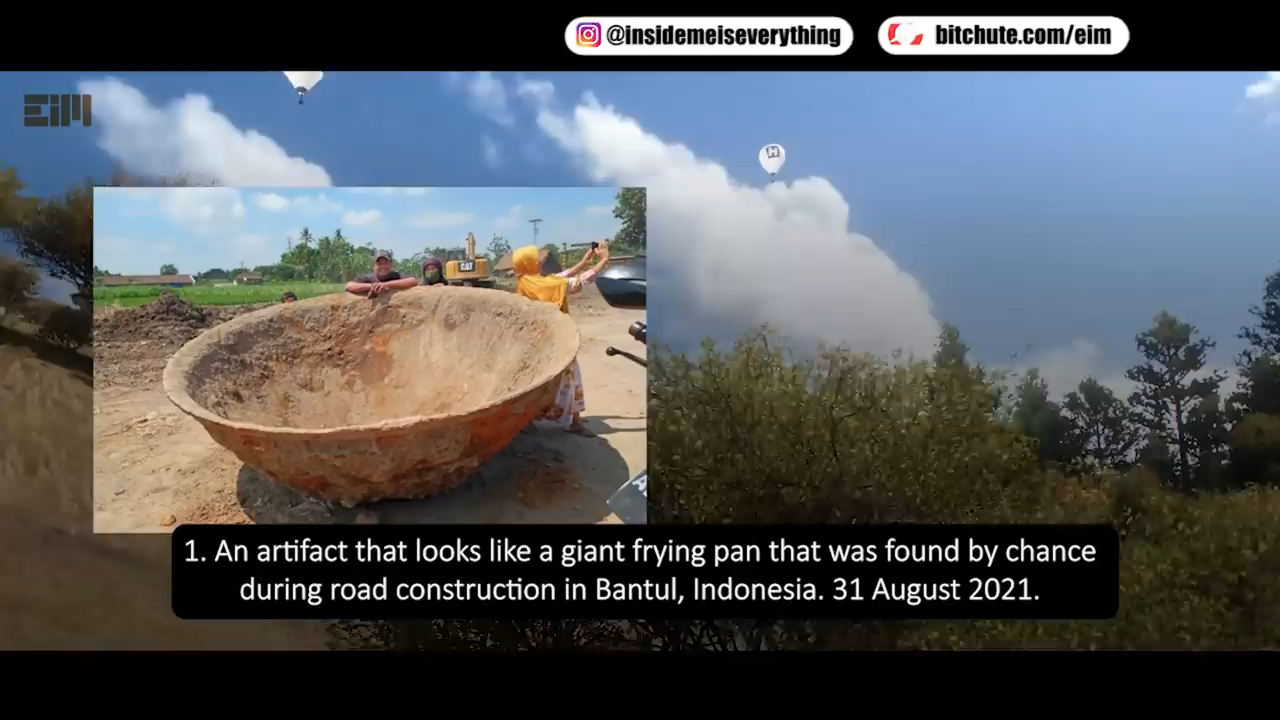 @insidemeiseverything
bitchute.com/eim
EIM
H
CAT
1. An artifact that looks like a giant frying pan that was found by chance
during road construction in Bantul, Indonesia. 31 August 2021.